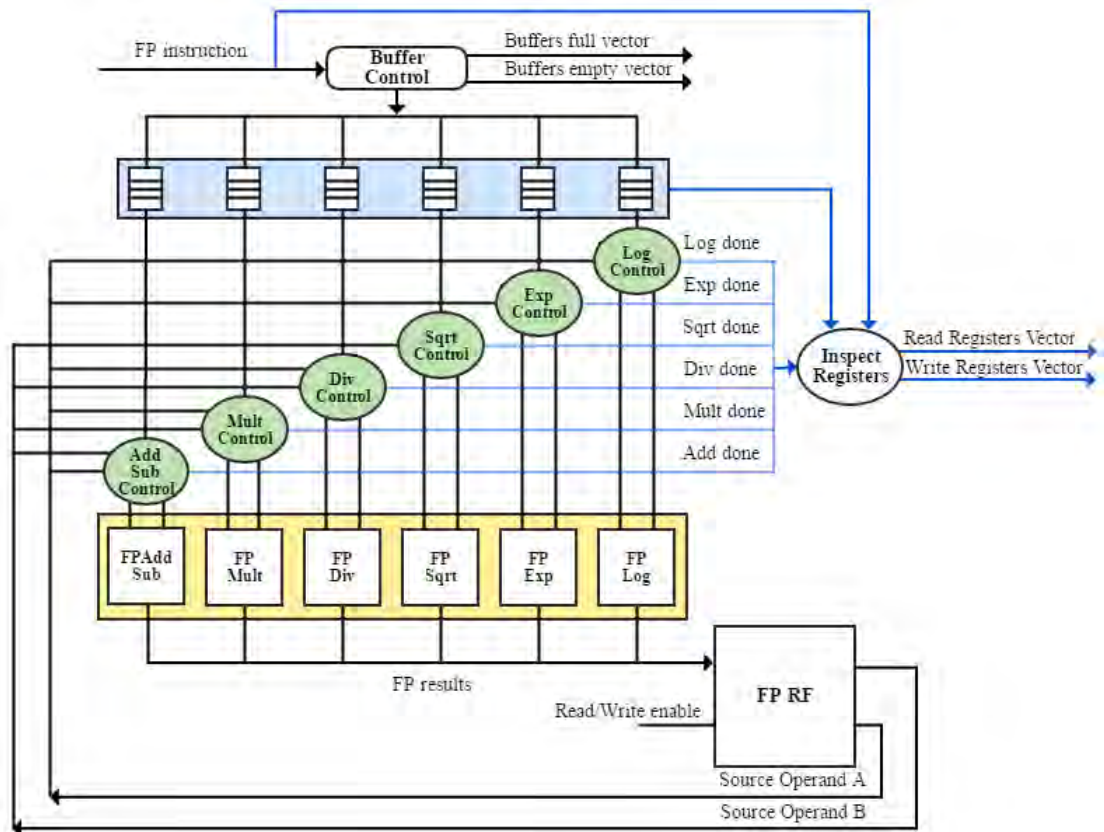 FP instruction
Buffer
Control
Buffers full vector
Buffers empty vector
Log
Control
Log done
Exp
Control
Exp done
Sqrt
Control
Sqrt done
Div
Control
Div done
Mult
Control
Mult done
Add
Sub
Control
Add done
Inspect
Registers
Read Registers Vector
Write Registers Vector
FPAdd
Sub
FP
Mult
FP
Div
FP
Sqrt
FP
Exp
FP
Log
FP results
Read/Write enable
FP RF
Source Operand A
Source Operand B